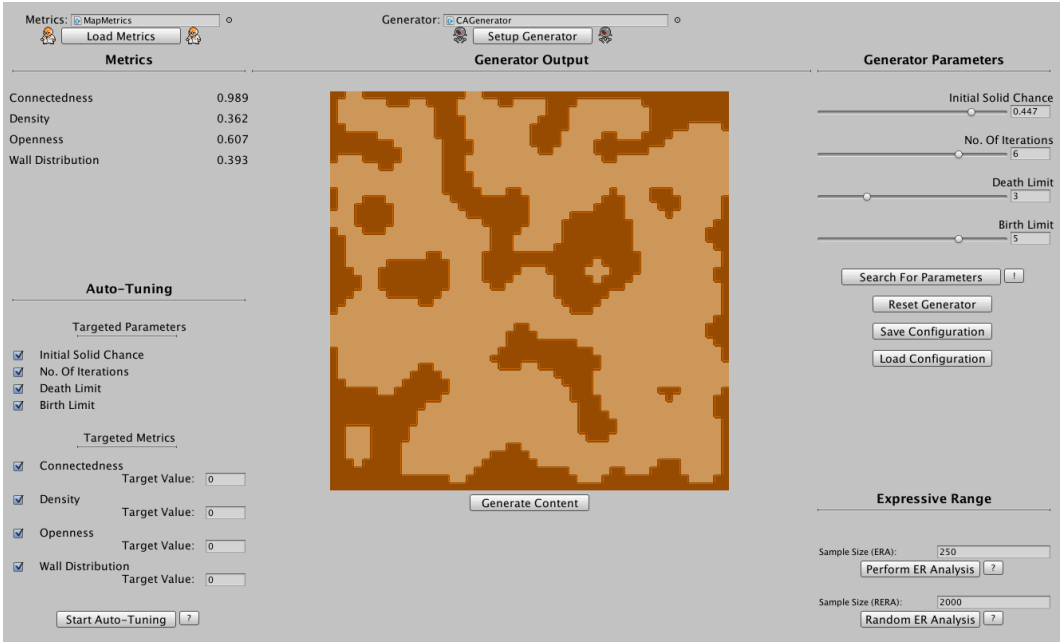 Metrics: MapMetrics
Generator: CAGenerator
Load Metrics
Setup Generator
Metrics
Generator Output
Generator Parameters
Connectedness 0.989
Density 0.362
Openness 0.607
Wall Distribution 0.393
Initial Solid Chance
0.447
No. Of Iterations
6
Death Limit
3
Birth Limit
5
Search For Parameters !
Reset Generator
Save Configuration
Load Configuration
Auto-Tuning
Targeted Parameters
Initial Solid Chance
No. Of Iterations
Death Limit
Birth Limit
Targeted Metrics
Connectedness
Target Value: 0
Density
Target Value: 0
Openness
Target Value: 0
Wall Distribution
Target Value: 0
Start Auto-Tuning ?
Generate Content
Expressive Range
Sample Size (ERA): 250
Perform ER Analysis ?
Sample Size (RERA): 2000
Random ER Analysis ?